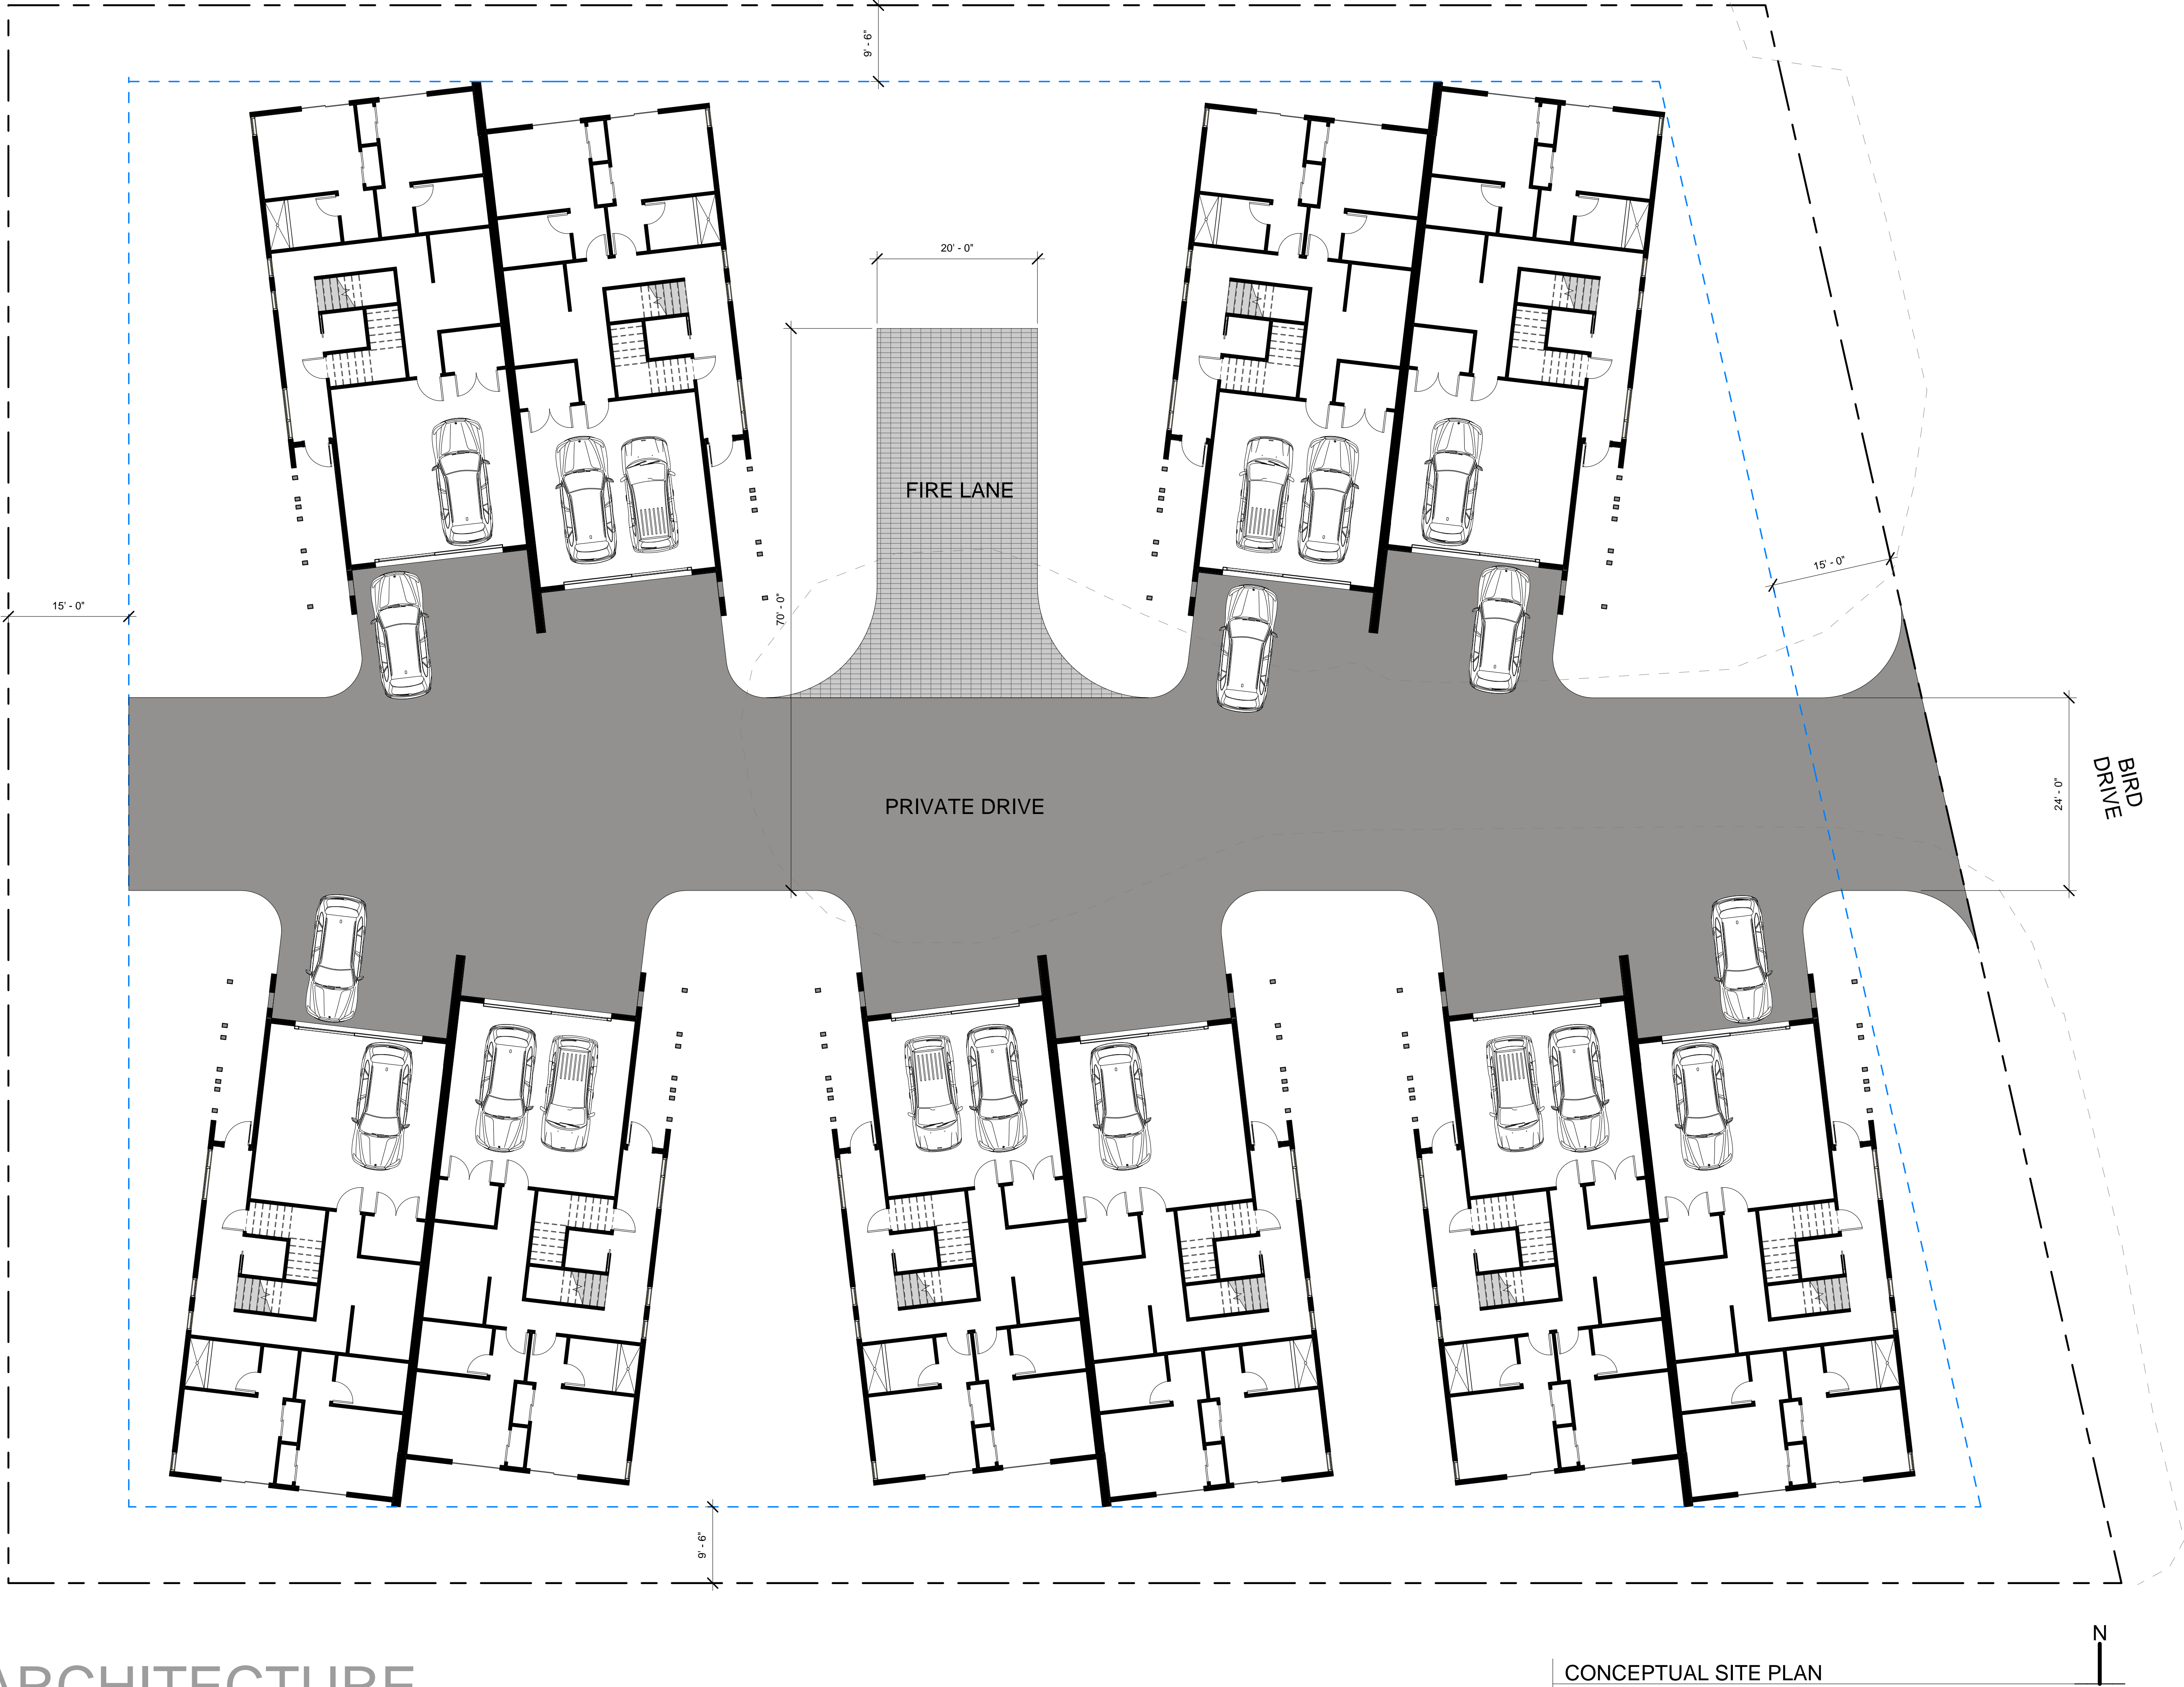 9' - 6"
20' - 0"
FIRE LANE
15' - 0"
15' - 0"
70' - 0"
PRIVATE DRIVE
24' - 0"
BIRD
DRIVE
9' - 6"
N
ARCHITECTURE
CONCEPTUAL SITE PLAN